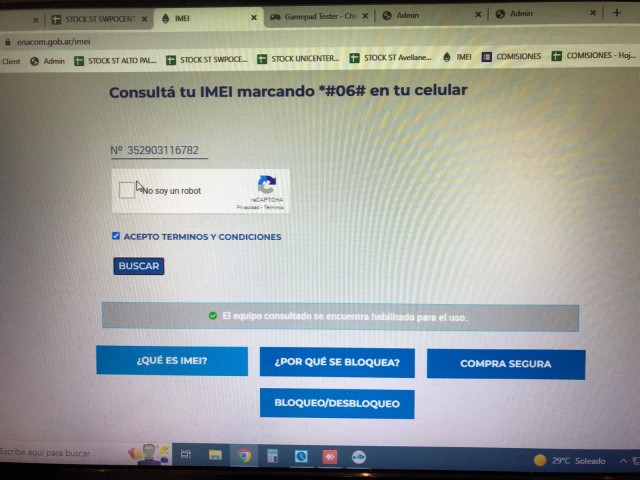 STOCK ST SWPOCENT
IMEI
Gamepad Tester - Che
Admin
Admin
enacom.gob.ar/imei
Client
Admin
STOCK ST ALTO PAL...
STOCK ST SWPOCE...
STOCK UNICENTER...
STOCK ST Avellane...
IMEI
COMISIONES
COMISIONES - Hoj...
Consultá tu IMEI marcando *#06# en tu celular
Nº 352903116782
No soy un robot
reCAPTCHA
Privacidad - Términos
ACEPTO TERMINOS Y CONDICIONES
BUSCAR
El equipo consultado se encuentra habilitado para el uso.
¿QUÉ ES IMEI?
¿POR QUÉ SE BLOQUEA?
COMPRA SEGURA
BLOQUEO/DESBLOQUEO
Escribe aquí para buscar
29°C Soleado